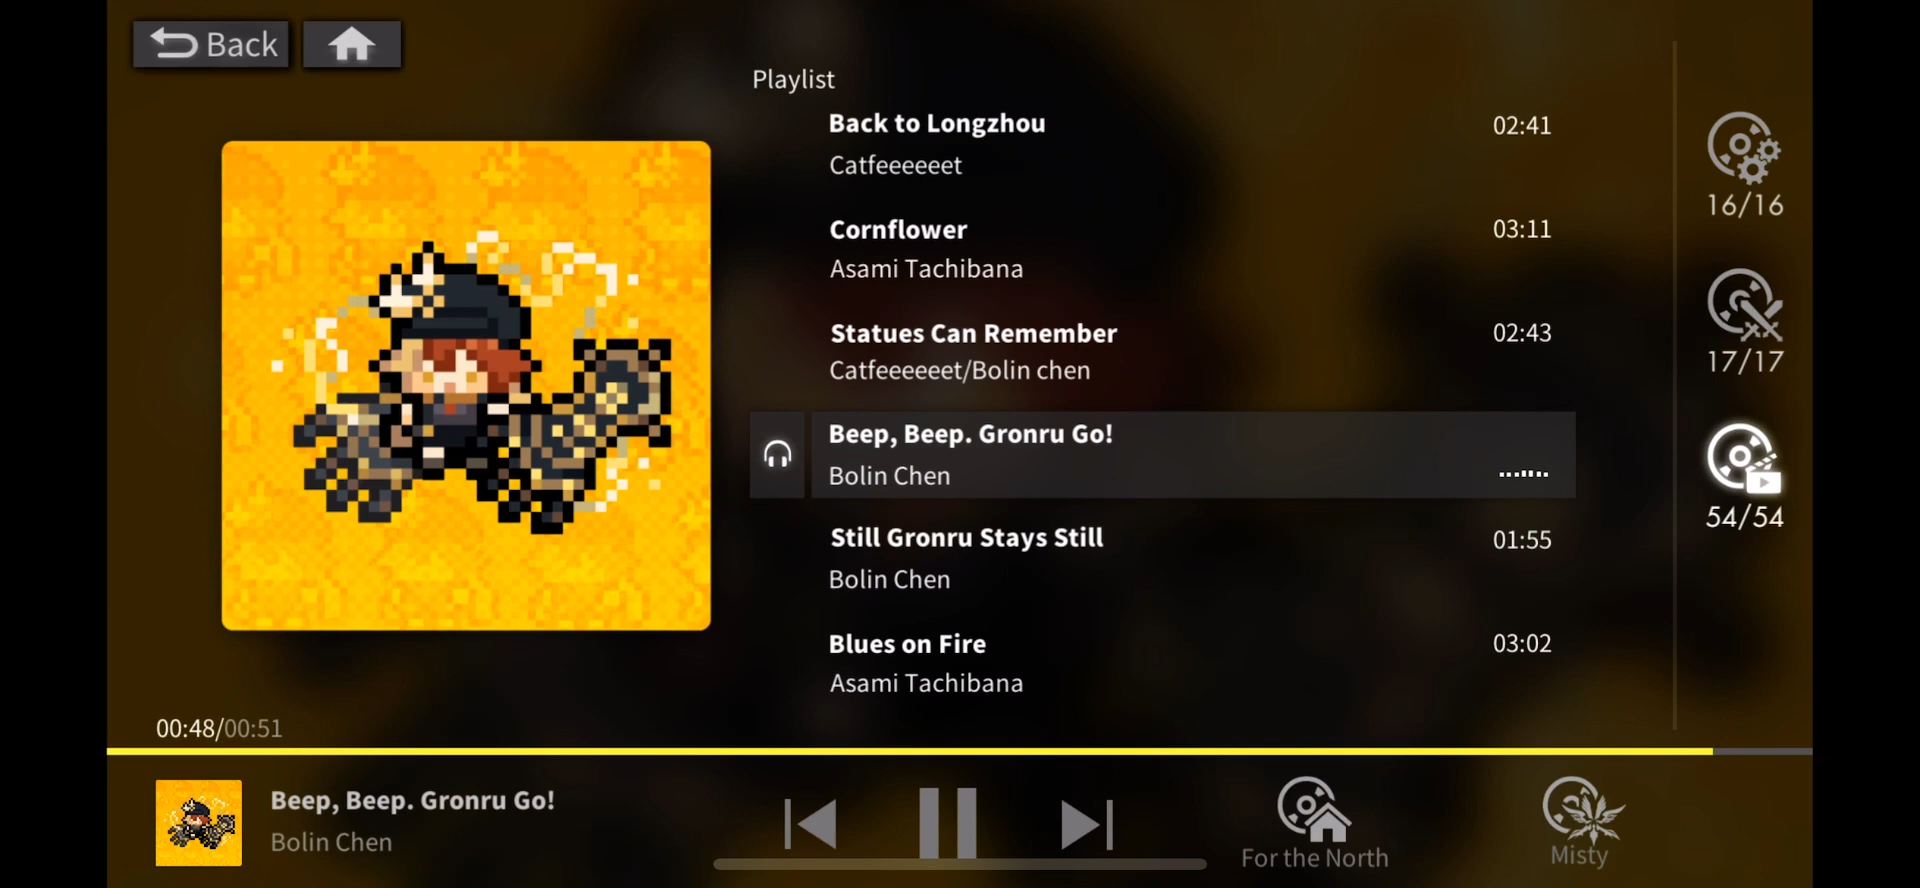 Back
Playlist
Back to Longzhou
02:41
Catfeeeeeet
Cornflower
03:11
Asami Tachibana
Statues Can Remember
02:43
Catfeeeeeet/Bolin chen
Beep, Beep. Gronru Go!
Bolin Chen
Still Gronru Stays Still
01:55
Bolin Chen
Blues on Fire
03:02
Asami Tachibana
16/16
17/17
54/54
00:48/00:51
Beep, Beep. Gronru Go!
Bolin Chen
For the North
Misty